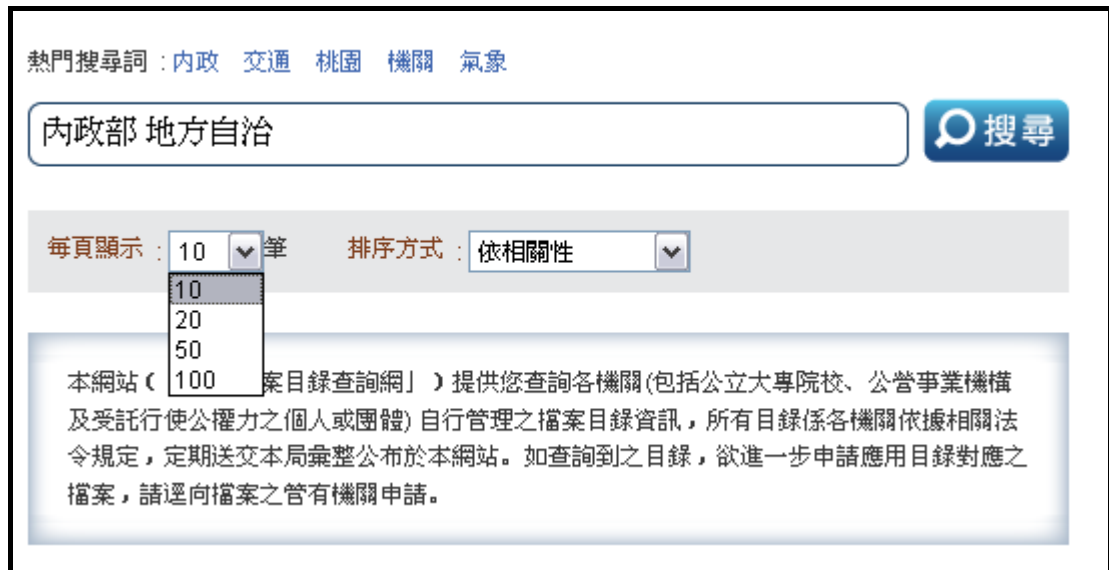 熱門搜尋詞 : 內政 交通 桃園 機關 氣象
內政部 地方自治
搜尋
每頁顯示 : 10 筆 排序方式 : 依相關性
10
20
50
100
本網站( 案目錄查詢網」)提供您查詢各機關(包括公立大專院校、公營事業機構
及受託行使公權力之個人或團體) 自行管理之檔案目錄資訊，所有目錄係各機關依據相關法
令規定，定期送交本局彙整公布於本網站。如查詢到之目錄，欲進一步申請應用目錄對應之
檔案，請逕向檔案之管有機關申請。